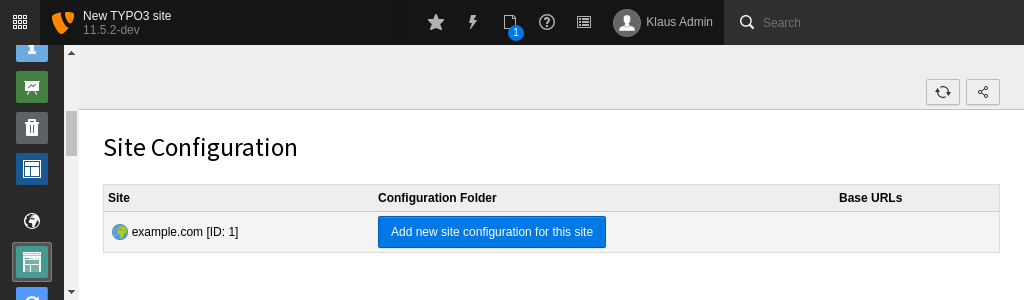 New TYPO3 site
11.5.2-dev
1
Klaus Admin
Search
Site Configuration
Site Configuration Folder Base URLs
example.com [ID: 1] Add new site configuration for this site